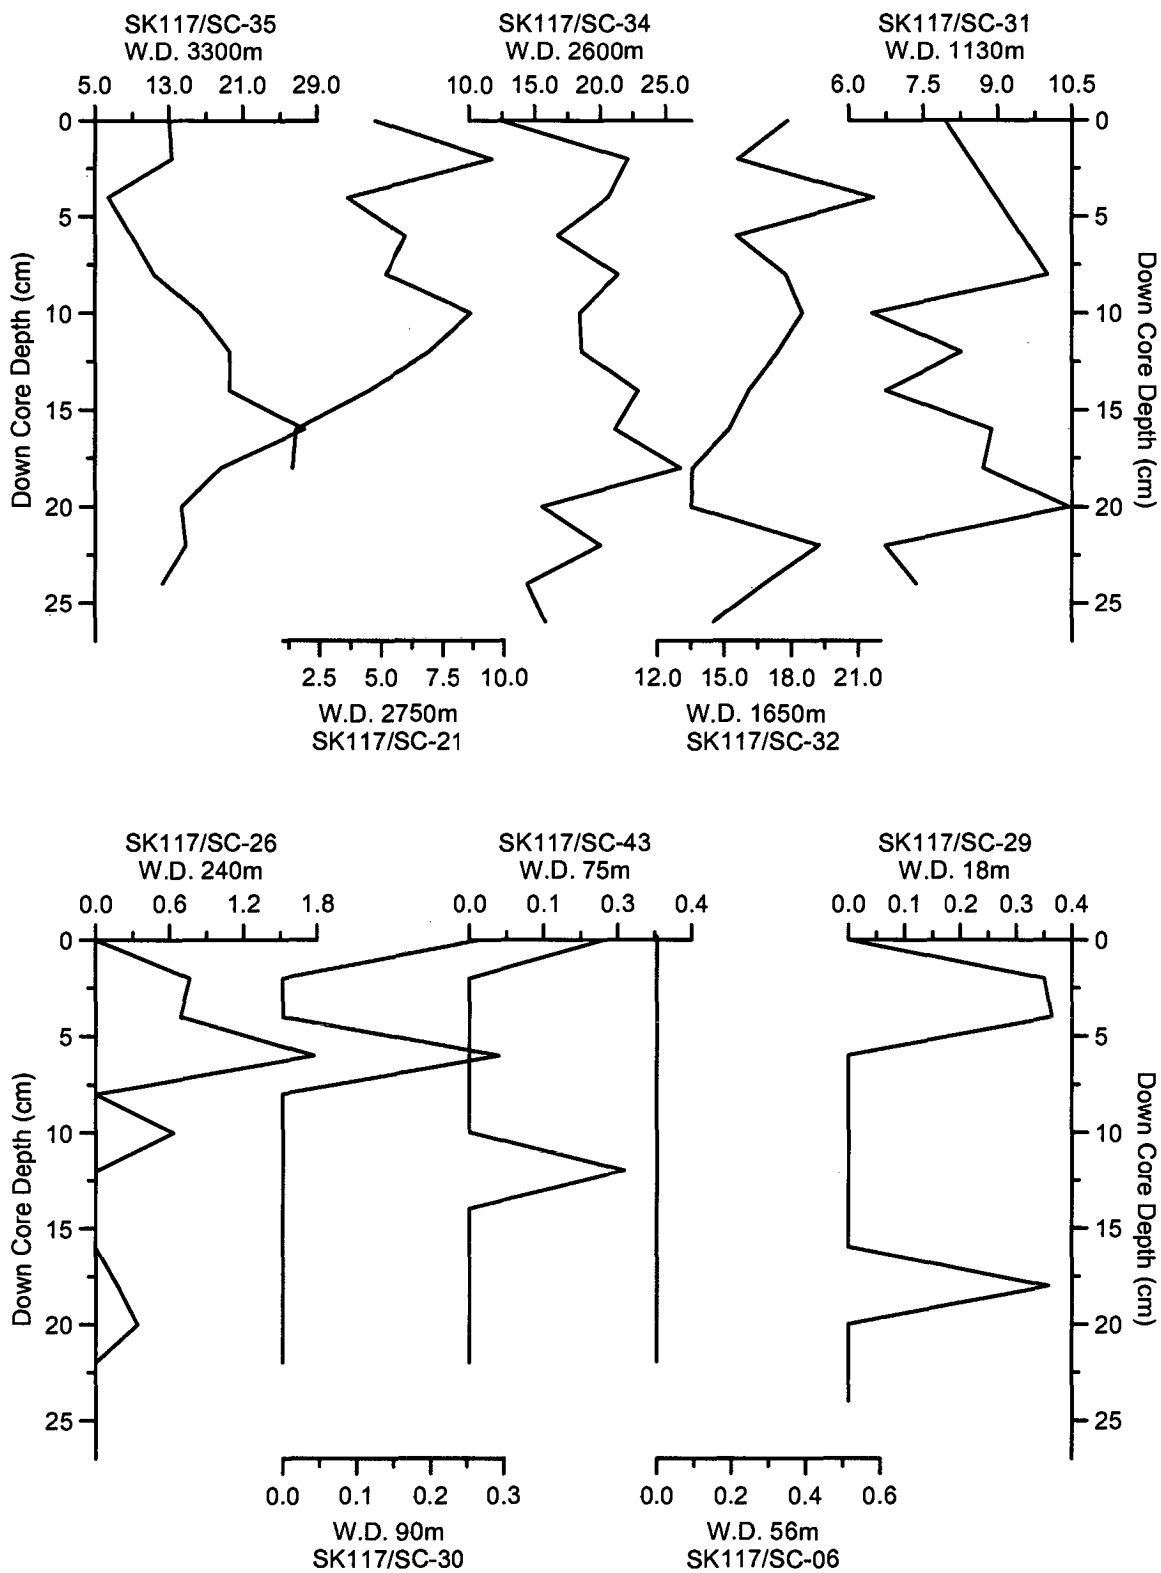 SK117/SC-35 SK117/SC-34 SK117/SC-31
W.D. 3300m W.D. 2600m W.D. 1130m
5.0 13.0 21.0 29.0 10.0 15.0 20.0 25.0 6.0 7.5 9.0 10.5
0 0
5 5
10 10
15 15
20 20
25 25
Down Core Depth (cm)
Down Core Depth (cm)
2.5 5.0 7.5 10.0 12.0 15.0 18.0 21.0
W.D. 2750m W.D. 1650m
SK117/SC-21 SK117/SC-32
SK117/SC-26 SK117/SC-43 SK117/SC-29
W.D. 240m W.D. 75m W.D. 18m
0.0 0.6 1.2 1.8 0.0 0.1 0.3 0.4 0.0 0.1 0.2 0.3 0.4
0 0
5 5
10 10
15 15
20 20
25 25
Down Core Depth (cm)
Down Core Depth (cm)
0.0 0.1 0.2 0.3 0.0 0.2 0.4 0.6
W.D. 90m W.D. 56m
SK117/SC-30 SK117/SC-06